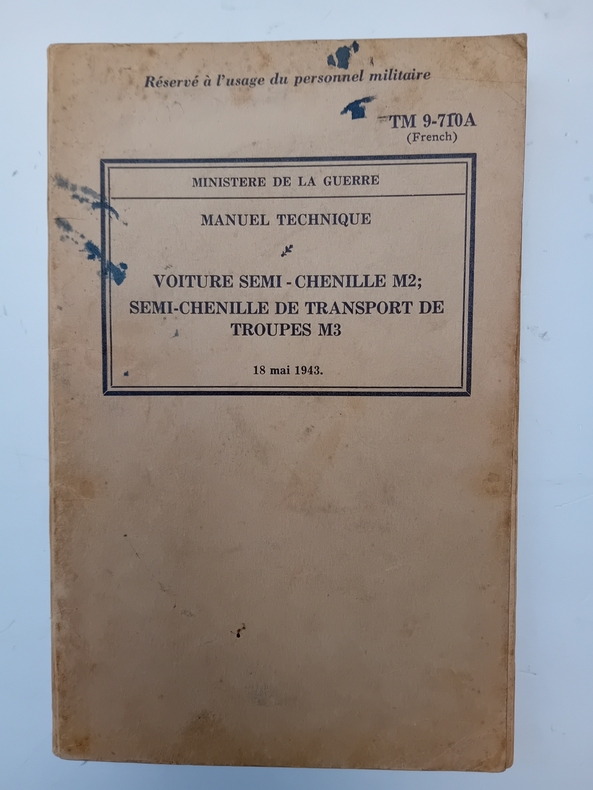 Réservé à l'usage du personnel militaire
TM 9-710A
(French)
MINISTERE DE LA GUERRE
MANUEL TECHNIQUE
VOITURE SEMI-CHENILLE M2;
SEMI-CHENILLE DE TRANSPORT DE
TROUPES M3
18 mai 1943.